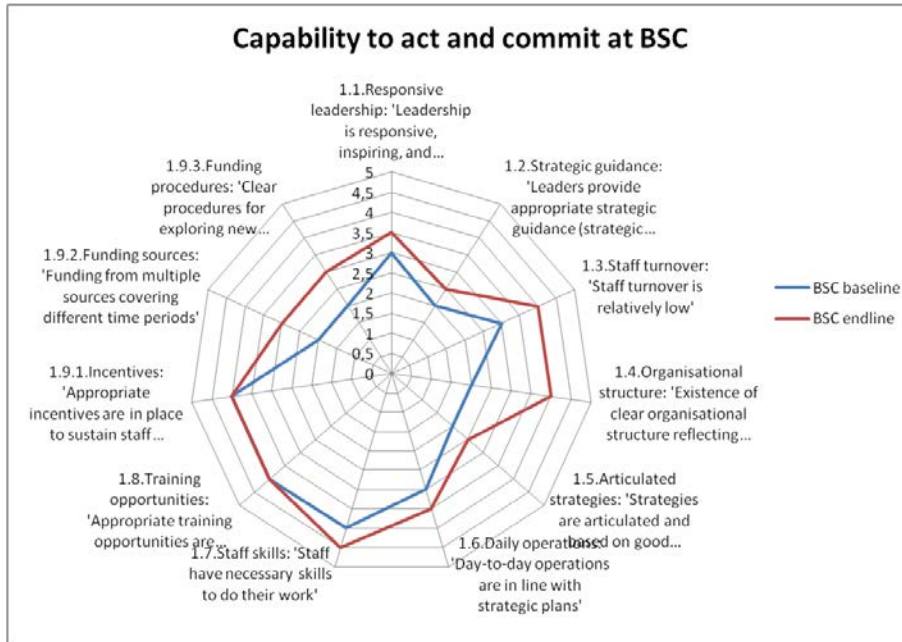 Capability to act and commit at BSC
1.1.Responsive
leadership: 'Leadership
is responsive,
inspiring, and...
1.2.Strategic guidance:
'Leaders provide
appropriate strategic
guidance (strategic...
1.3.Staff turnover:
'Staff turnover is
relatively low'
1.4.Organisational
structure: 'Existence of
clear organisational
structure reflecting...
1.5.Articulated
strategies: 'Strategies
are articulated and
based on good...
1.6.Daily operations:
'Day-to-day operations
are in line with
strategic plans'
1.7.Staff skills: 'Staff
have necessary skills
to do their work'
1.8.Training
opportunities:
'Appropriate training
opportunities are...
1.9.1.Incentives:
'Appropriate
incentives are in place
to sustain staff...
1.9.2.Funding sources:
'Funding from multiple
sources covering
different time periods'
1.9.3.Funding
procedures: 'Clear
procedures for
exploring new...
5
4,5
4
3,5
3
2,5
2
1,5
1
0,5
0
BSC baseline
BSC endline